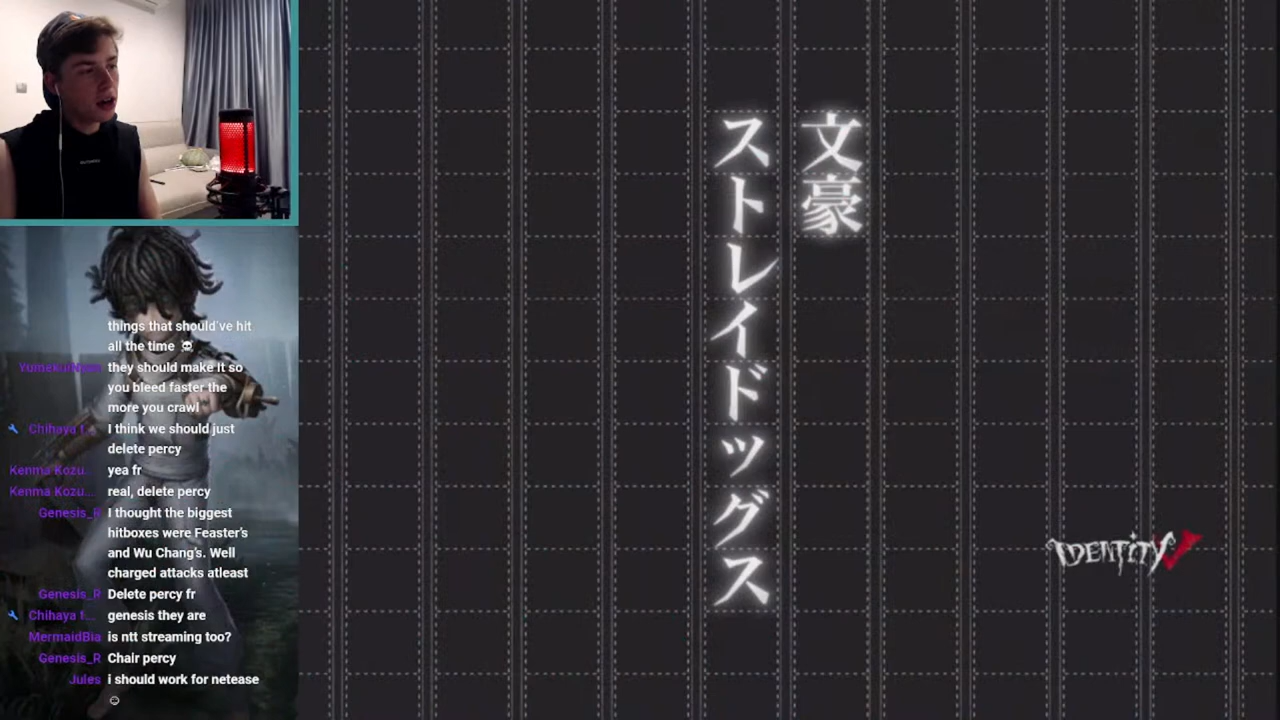 things that should've hit
all the time ☠
they should make it so
you bleed faster the
more you crawl
Chihaya f... I think we should just
delete percy
Kenma Kozu... yea fr
Kenma Kozu... real, delete percy
Genesis_R I thought the biggest
hitboxes were Feaster's
and Wu Chang's. Well
charged attacks atleast
Genesis_R Delete percy fr
Chihaya f... genesis they are
MermaidBia is ntt streaming too?
Genesis_R Chair percy
Jules i should work for netease
☺
文豪
ストレイドッグス
IDENTITY V